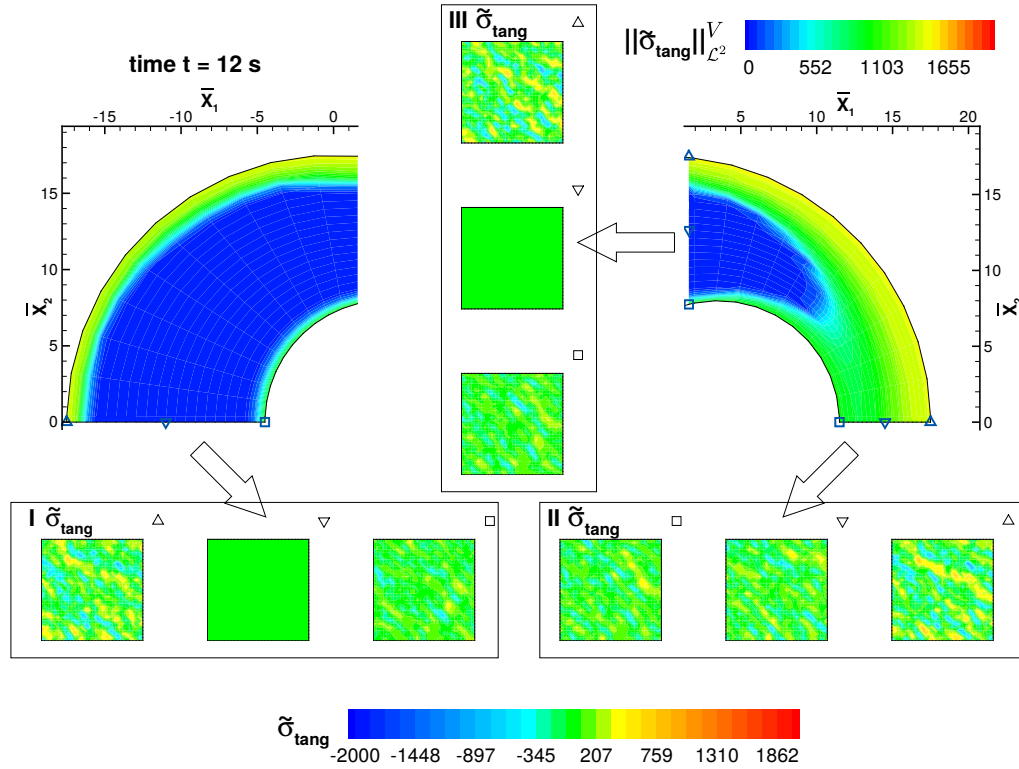 III σ̃tang
||σ̃tang||ⱽ_ℒ²
0 552 1103 1655
time t = 12 s
X̅₁
-15 -10 -5 0
X̅₁
5 10 15 20
X̅₂
15
10
5
0
X̅₂
15
10
5
0
I σ̃tang
II σ̃tang
σ̃tang
-2000 -1448 -897 -345 207 759 1310 1862